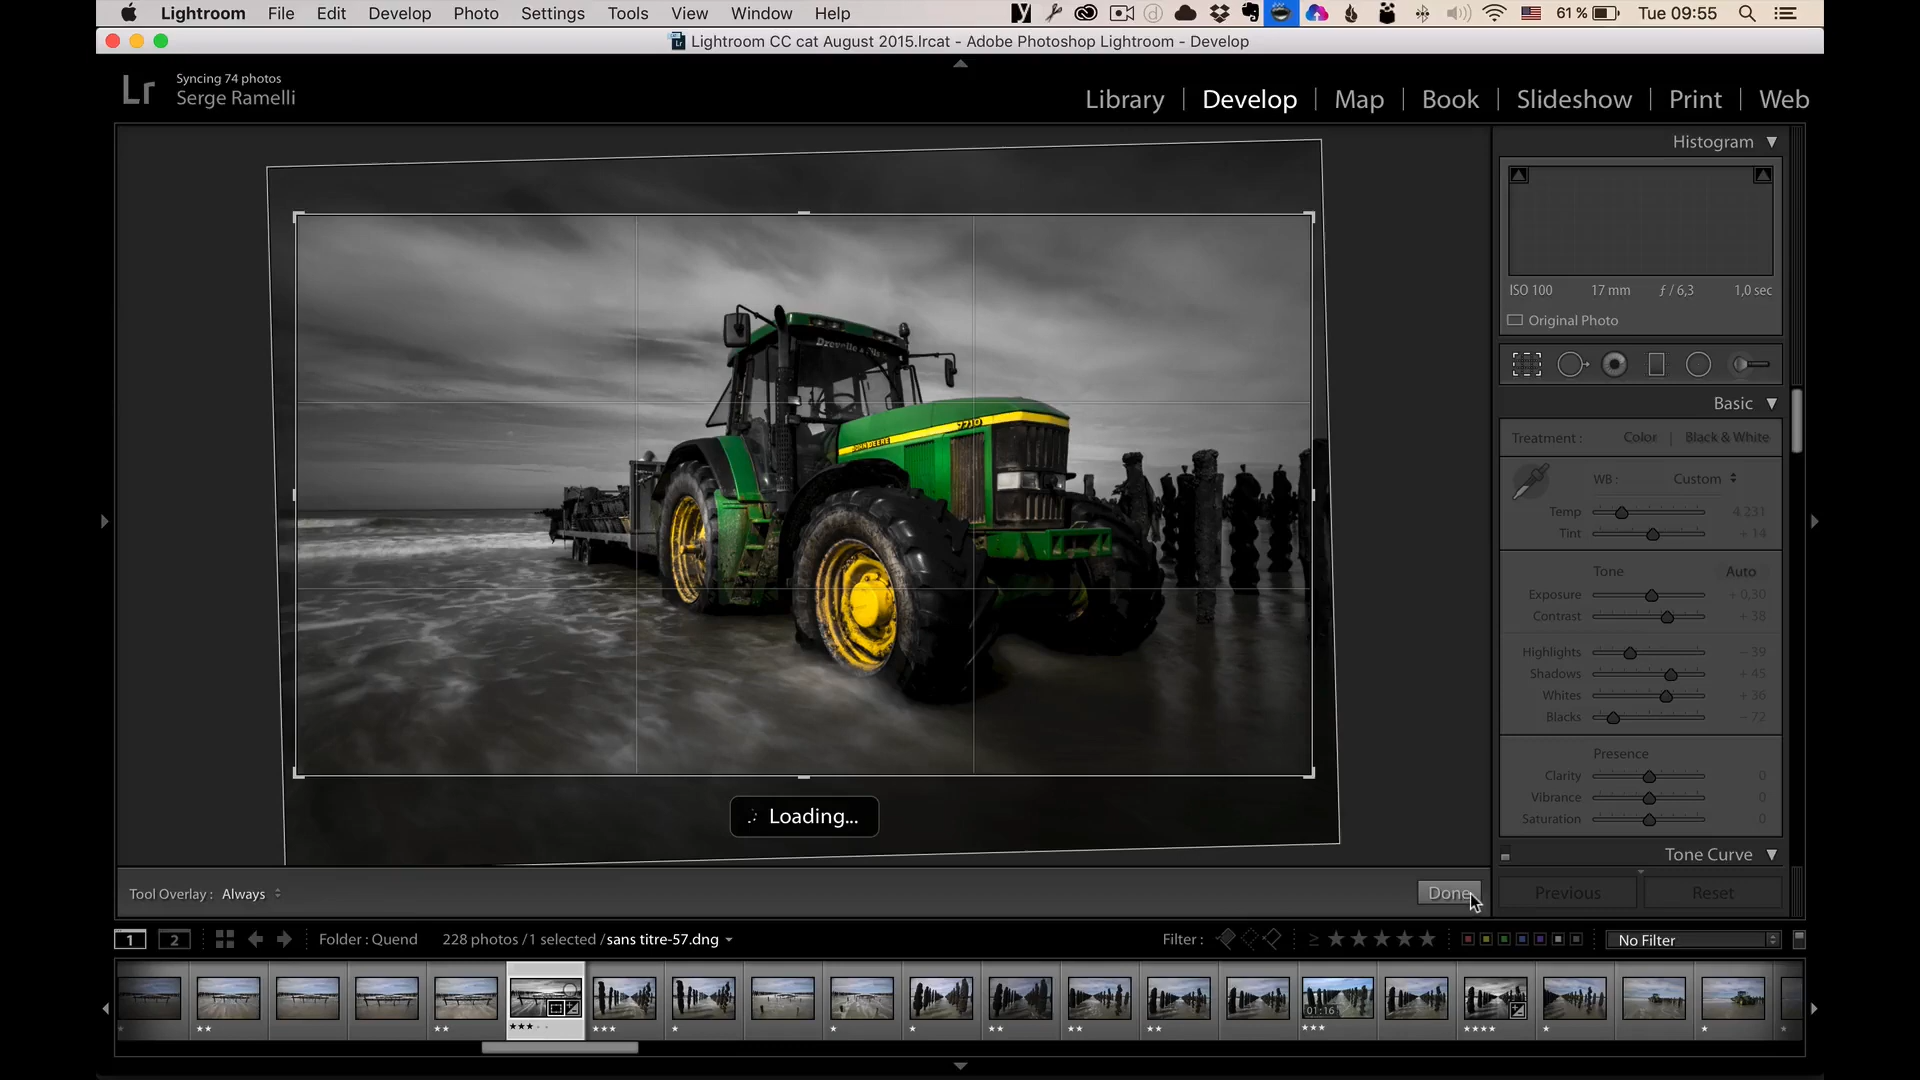 Lightroom File Edit Develop Photo Settings Tools View Window Help 61 % Tue 09:55
Lightroom CC cat August 2015.lrcat - Adobe Photoshop Lightroom - Develop
Lr Syncing 74 photos
Serge Ramelli
Library | Develop | Map | Book | Slideshow | Print | Web
Histogram
ISO 100 17 mm ƒ / 6,3 1,0 sec
Original Photo
Basic
Treatment : Color | Black & White
WB : Custom
Temp 4 231
Tint + 14
Tone Auto
Exposure + 0,30
Contrast + 38
Highlights − 39
Shadows + 45
Whites + 36
Blacks − 72
Presence
Clarity 0
Vibrance 0
Saturation 0
Tone Curve
Previous Reset
JOHN DEERE 7710
Loading...
Tool Overlay : Always Done
1 2 Folder : Quend 228 photos / 1 selected / sans titre-57.dng Filter : ≥ No Filter
01:16